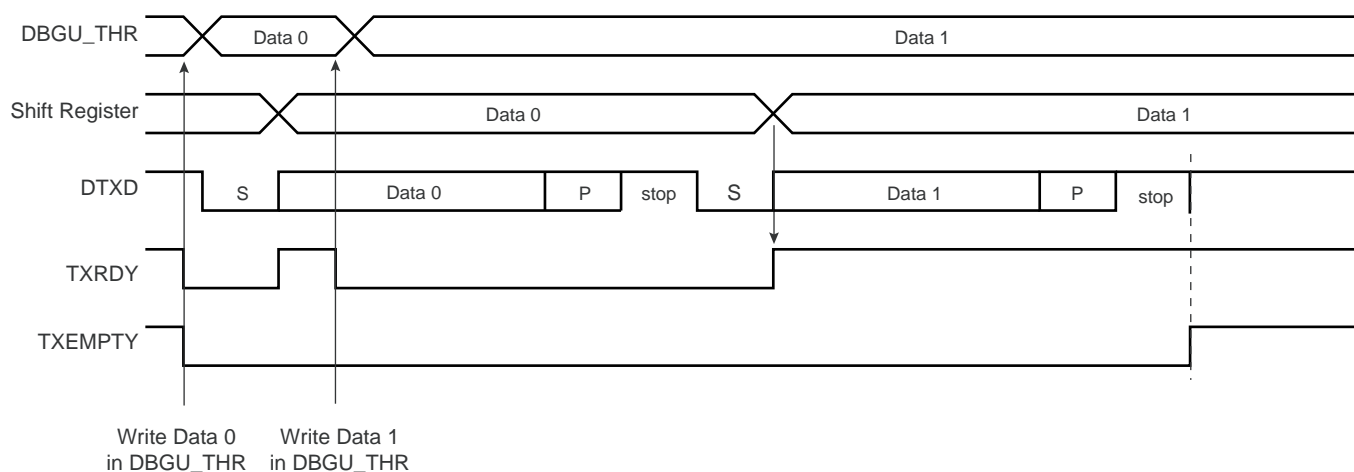 DBGU_THR Data 0 Data 1
Shift Register Data 0 Data 1
DTXD S Data 0 P stop S Data 1 P stop
TXRDY
TXEMPTY
Write Data 0 Write Data 1
in DBGU_THR in DBGU_THR